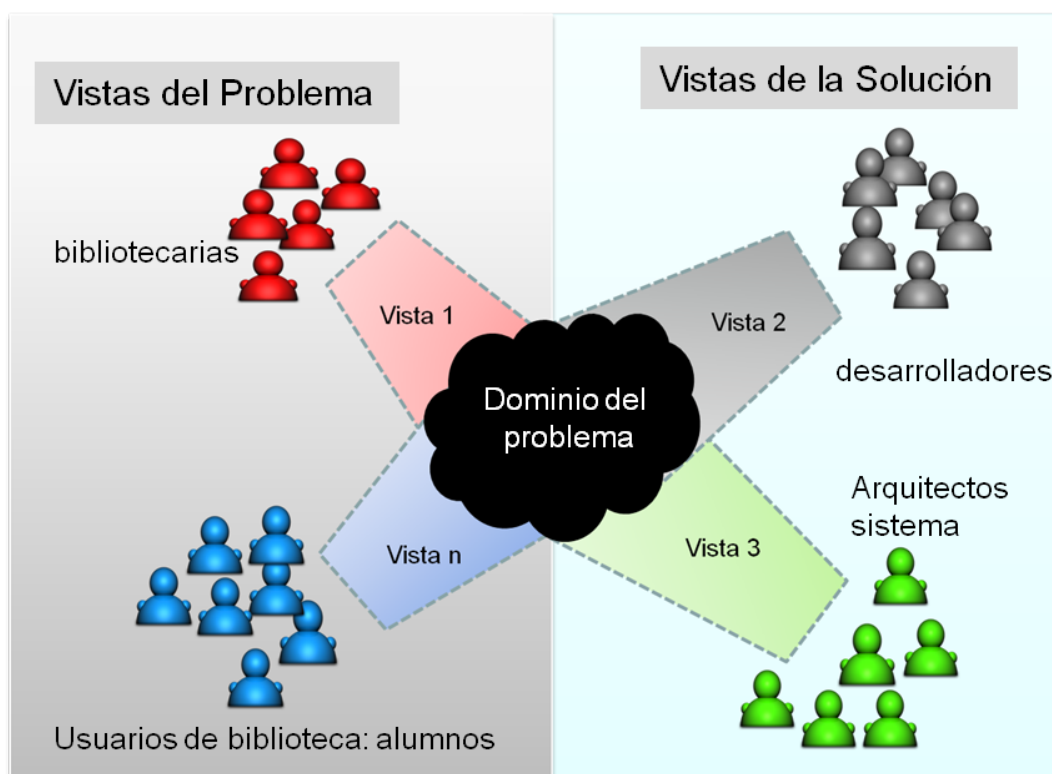 Vistas del Problema
Vistas de la Solución
bibliotecarias
Vista 1
Vista 2
desarrolladores
Dominio del
problema
Arquitectos
sistema
Vista n
Vista 3
Usuarios de biblioteca: alumnos